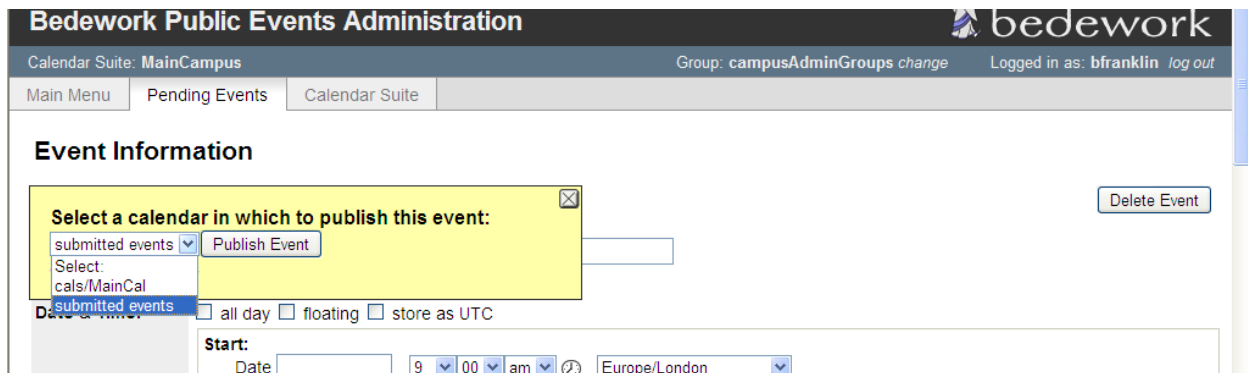 Bedework Public Events Administration
bedework
Calendar Suite: MainCampus Group: campusAdminGroups change Logged in as: bfranklin log out
Main Menu Pending Events Calendar Suite
Event Information
Delete Event
Select a calendar in which to publish this event:
submitted events Publish Event
Select:
cals/MainCal
submitted events
all day floating store as UTC
Start:
Date 9 00 am Europe/London